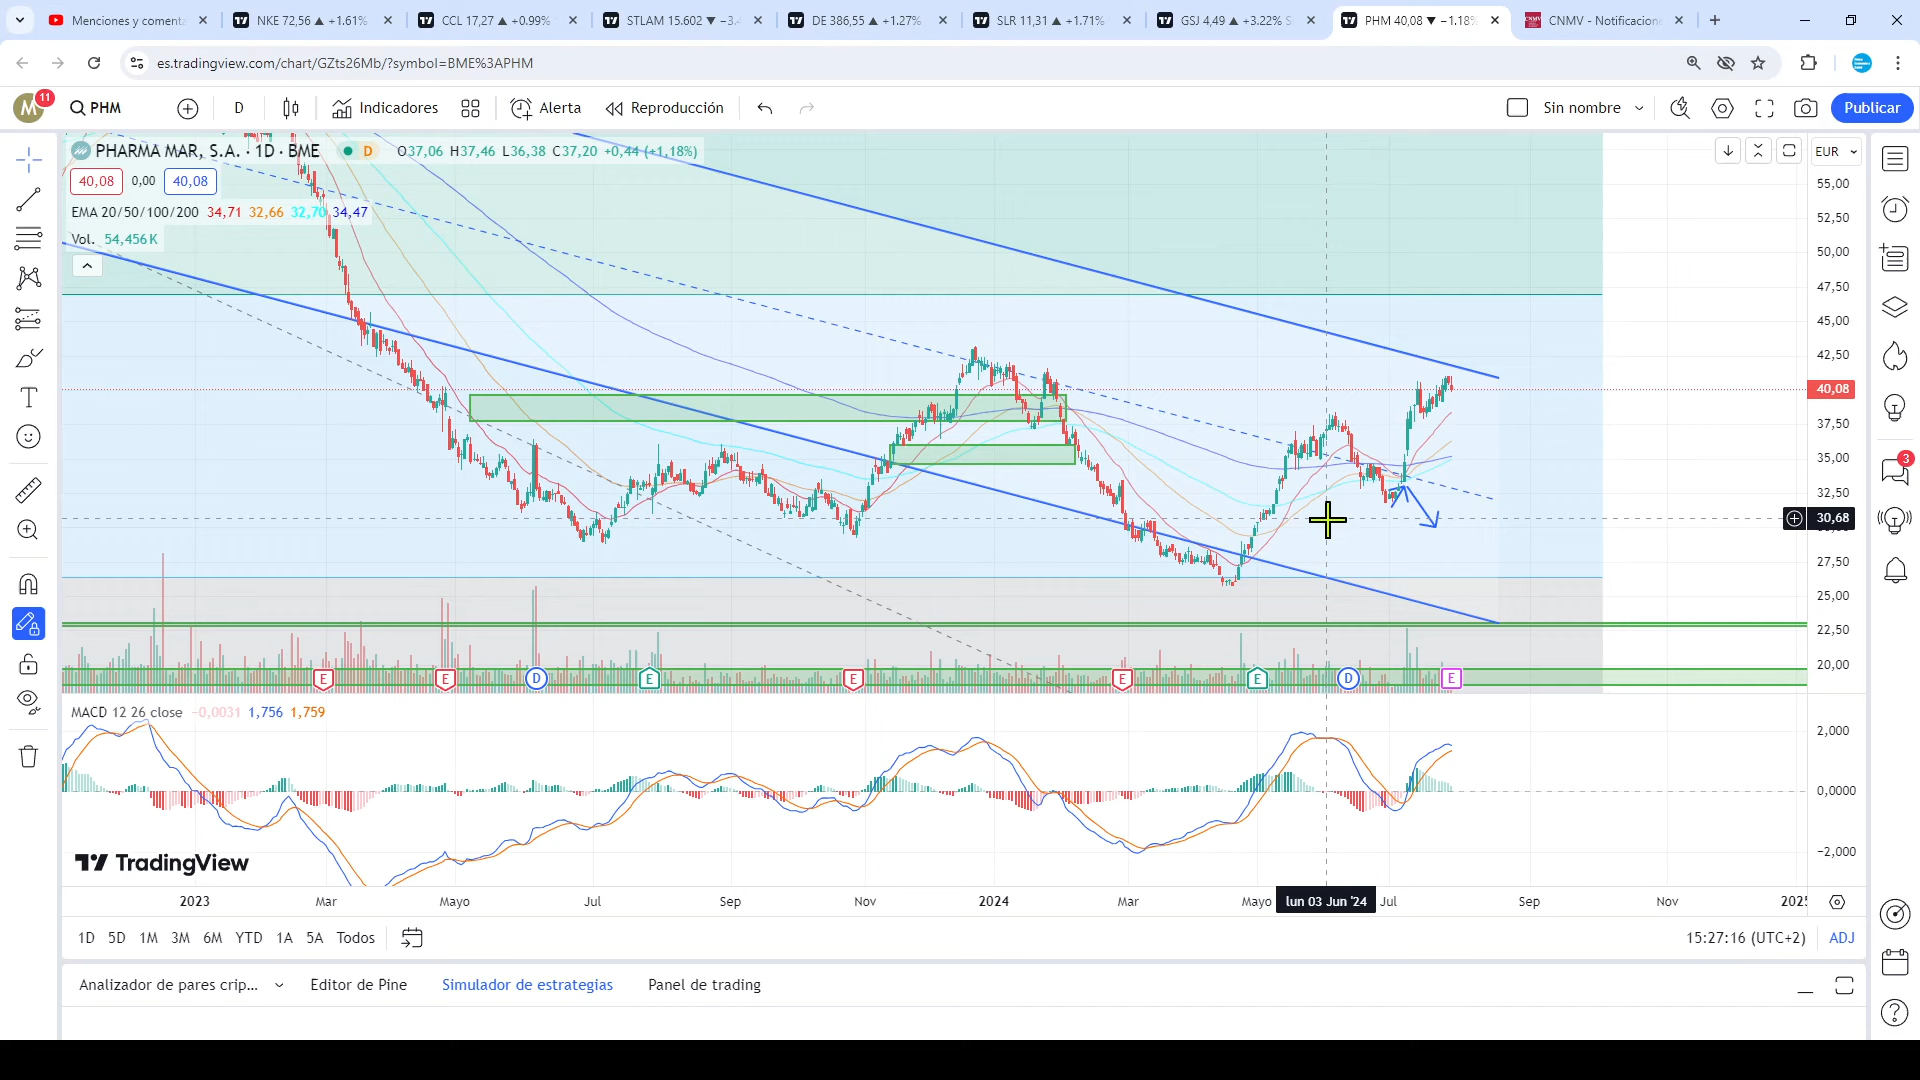 Menciones y comenta
NKE 72,56 ▲ +1.61%
CCL 17,27 ▲ +0.99%
STLAM 15.602 ▼ −3.
DE 386,55 ▲ +1.27%
SLR 11,31 ▲ +1.71%
GSJ 4,49 ▲ +3.22% S
PHM 40,08 ▼ −1.18%
CNMV - Notificacion
es.tradingview.com/chart/GZts26Mb/?symbol=BME%3APHM
M 11
PHM
D
Indicadores
Alerta
Reproducción
Sin nombre
Publicar
PHARMA MAR, S.A. · 1D · BME D O37,06 H37,46 L36,38 C37,20 +0,44 (+1,18%)
EUR
40,08 0,00 40,08
EMA 20/50/100/200 34,71 32,66 32,70 34,47
Vol. 54,456 K
55,00
52,50
50,00
47,50
45,00
42,50
40,08
37,50
35,00
32,50
30,68
27,50
25,00
22,50
20,00
E E D E E E E D E
MACD 12 26 close −0,0031 1,756 1,759
2,000
0,0000
−2,000
TradingView
2023 Mar Mayo Jul Sep Nov 2024 Mar Mayo lun 03 Jun '24 Jul Sep Nov 2025
1D 5D 1M 3M 6M YTD 1A 5A Todos
15:27:16 (UTC+2) ADJ
Analizador de pares crip... Editor de Pine Simulador de estrategias Panel de trading
3